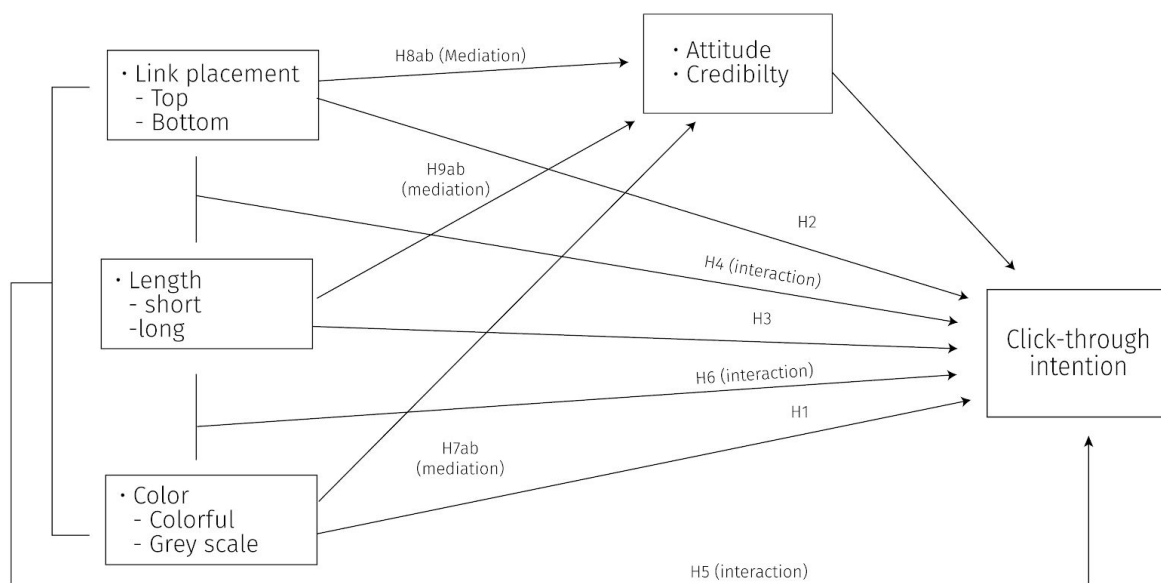 H8ab (Mediation)
· Attitude
· Credibilty
· Link placement
- Top
- Bottom
H9ab
(mediation)
H2
H4 (interaction)
· Length
- short
-long
H3
Click-through
intention
H6 (interaction)
H1
H7ab
(mediation)
· Color
- Colorful
- Grey scale
H5 (interaction)